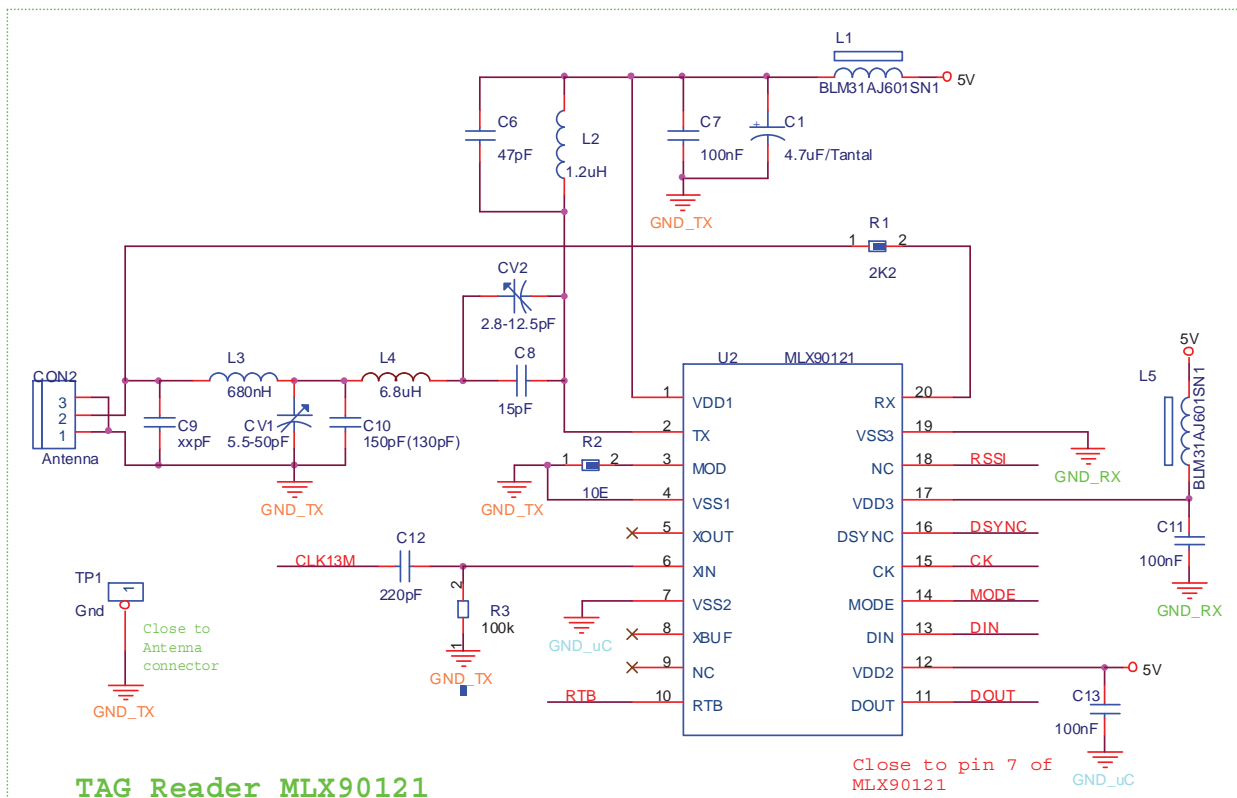 L1
BLM31AJ601SN1
5V
C6
47pF
L2
1.2uH
C7
100nF
+
C1
4.7uF/Tantal
GND_TX
R1
1
2
2K2
CV2
2.8-12.5pF
C8
15pF
L3
680nH
L4
6.8uH
CON2
3
2
1
Antenna
C9
xxpF
CV1
5.5-50pF
C10
150pF(130pF)
GND_TX
R2
1
2
10E
GND_TX
U2
MLX90121
1
VDD1
2
TX
3
MOD
4
VSS1
5
XOUT
6
XIN
7
VSS2
8
XBUF
9
NC
10
RTB
RTB
RX
20
VSS3
19
NC
18
RSSI
VDD3
17
DSYNC
16
DSYNC
CK
15
CK
MODE
14
MODE
DIN
13
DIN
VDD2
12
DOUT
11
DOUT
5V
L5
BLM31AJ601SN1
GND_RX
C11
100nF
GND_RX
5V
C13
100nF
GND_uC
CLK13M
C12
220pF
2
R3
100k
1
GND_TX
GND_uC
TP1
1
Gnd
Close to
Antenna
connector
GND_TX
Close to pin 7 of
MLX90121
TAG Reader MLX90121